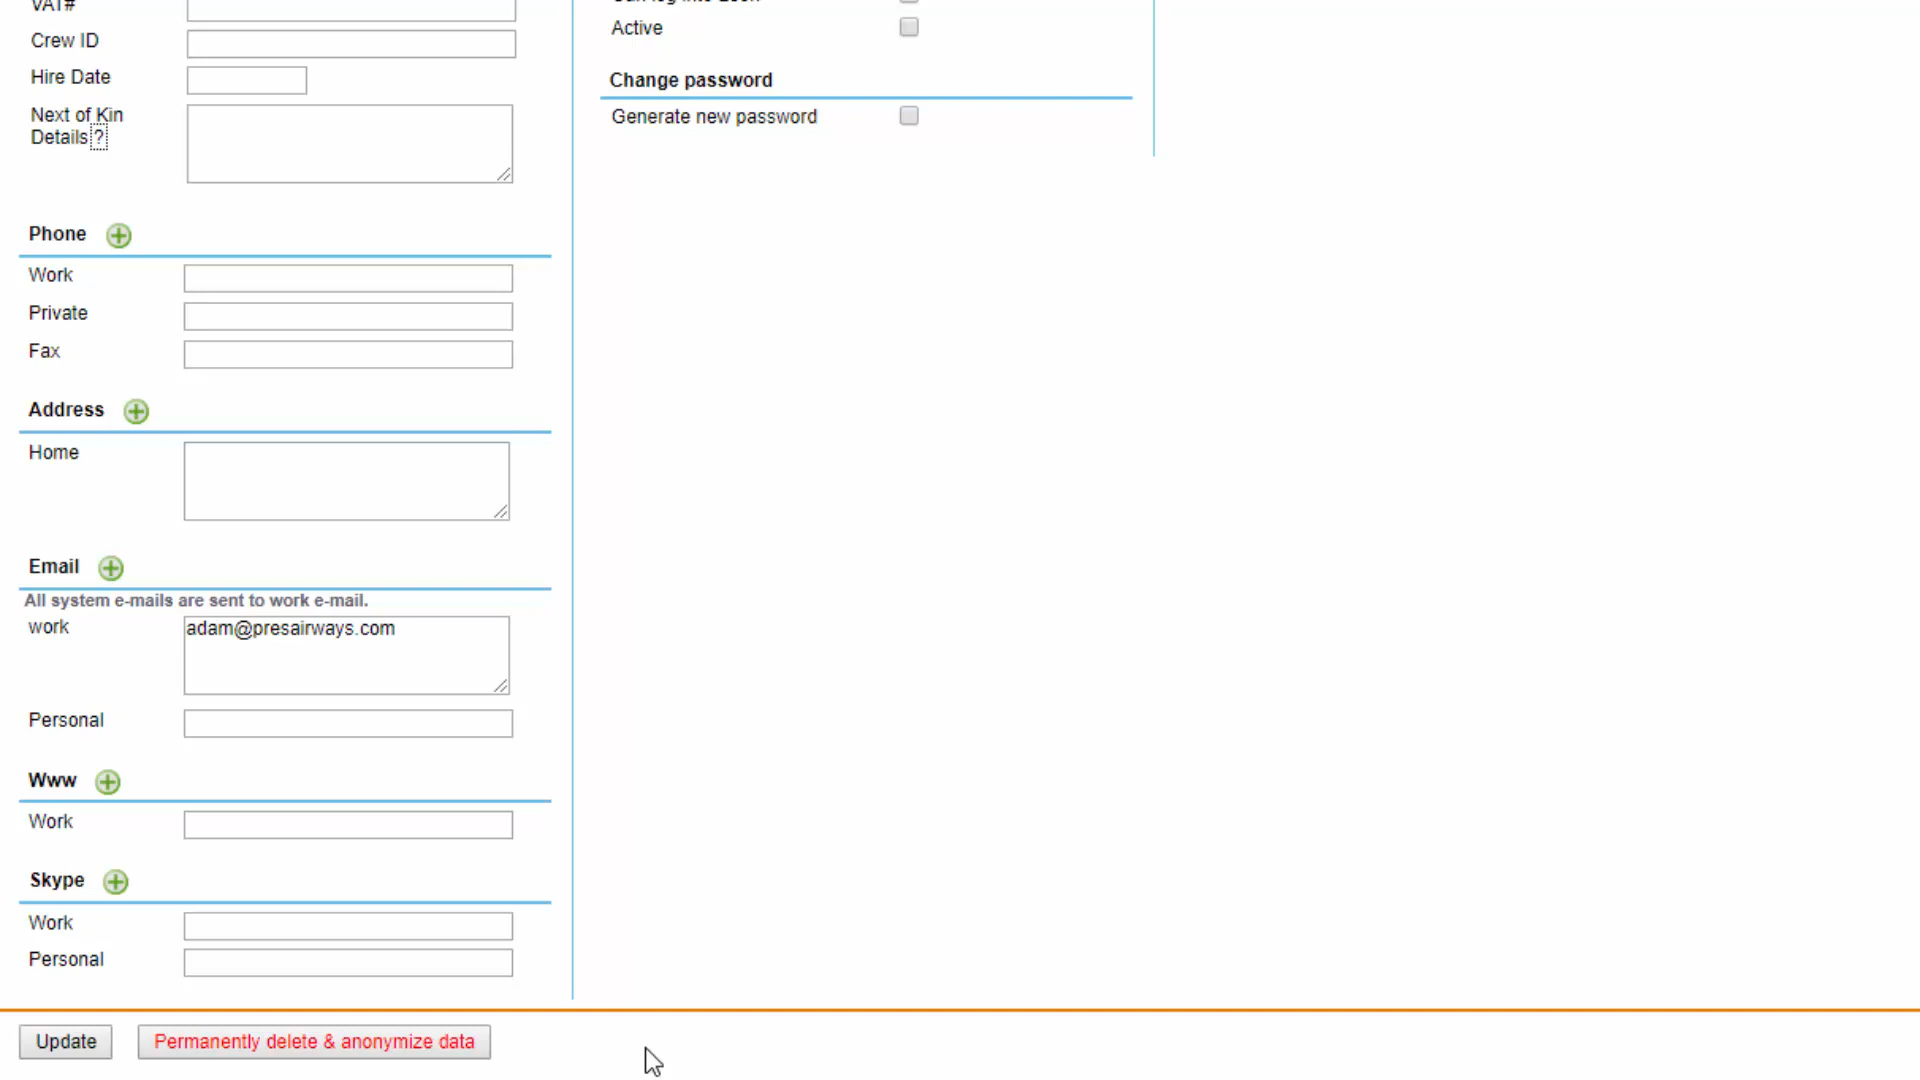 VAT#
Crew ID
Hire Date
Next of Kin
Details ?
Phone
Work
Private
Fax
Address
Home
Email
All system e-mails are sent to work e-mail.
work
adam@presairways.com
Personal
Www
Work
Skype
Work
Personal
Active
Change password
Generate new password
Update
Permanently delete & anonymize data